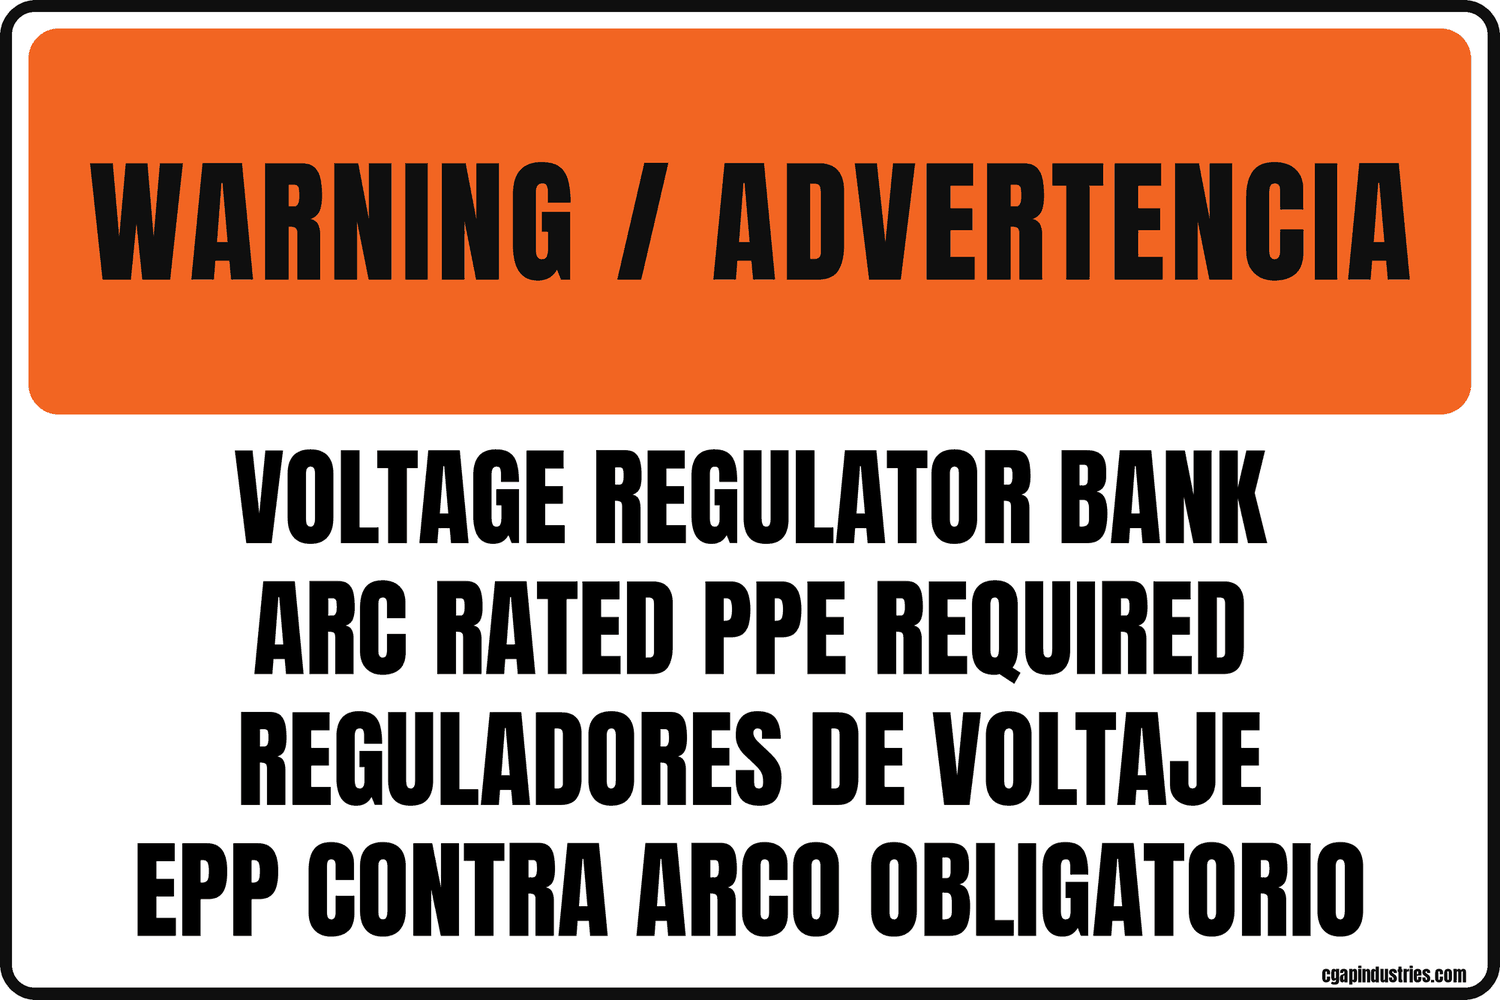 WARNING / ADVERTENCIA
VOLTAGE REGULATOR BANK
ARC RATED PPE REQUIRED
REGULADORES DE VOLTAJE
EPP CONTRA ARCO OBLIGATORIO
cgapindustries.com